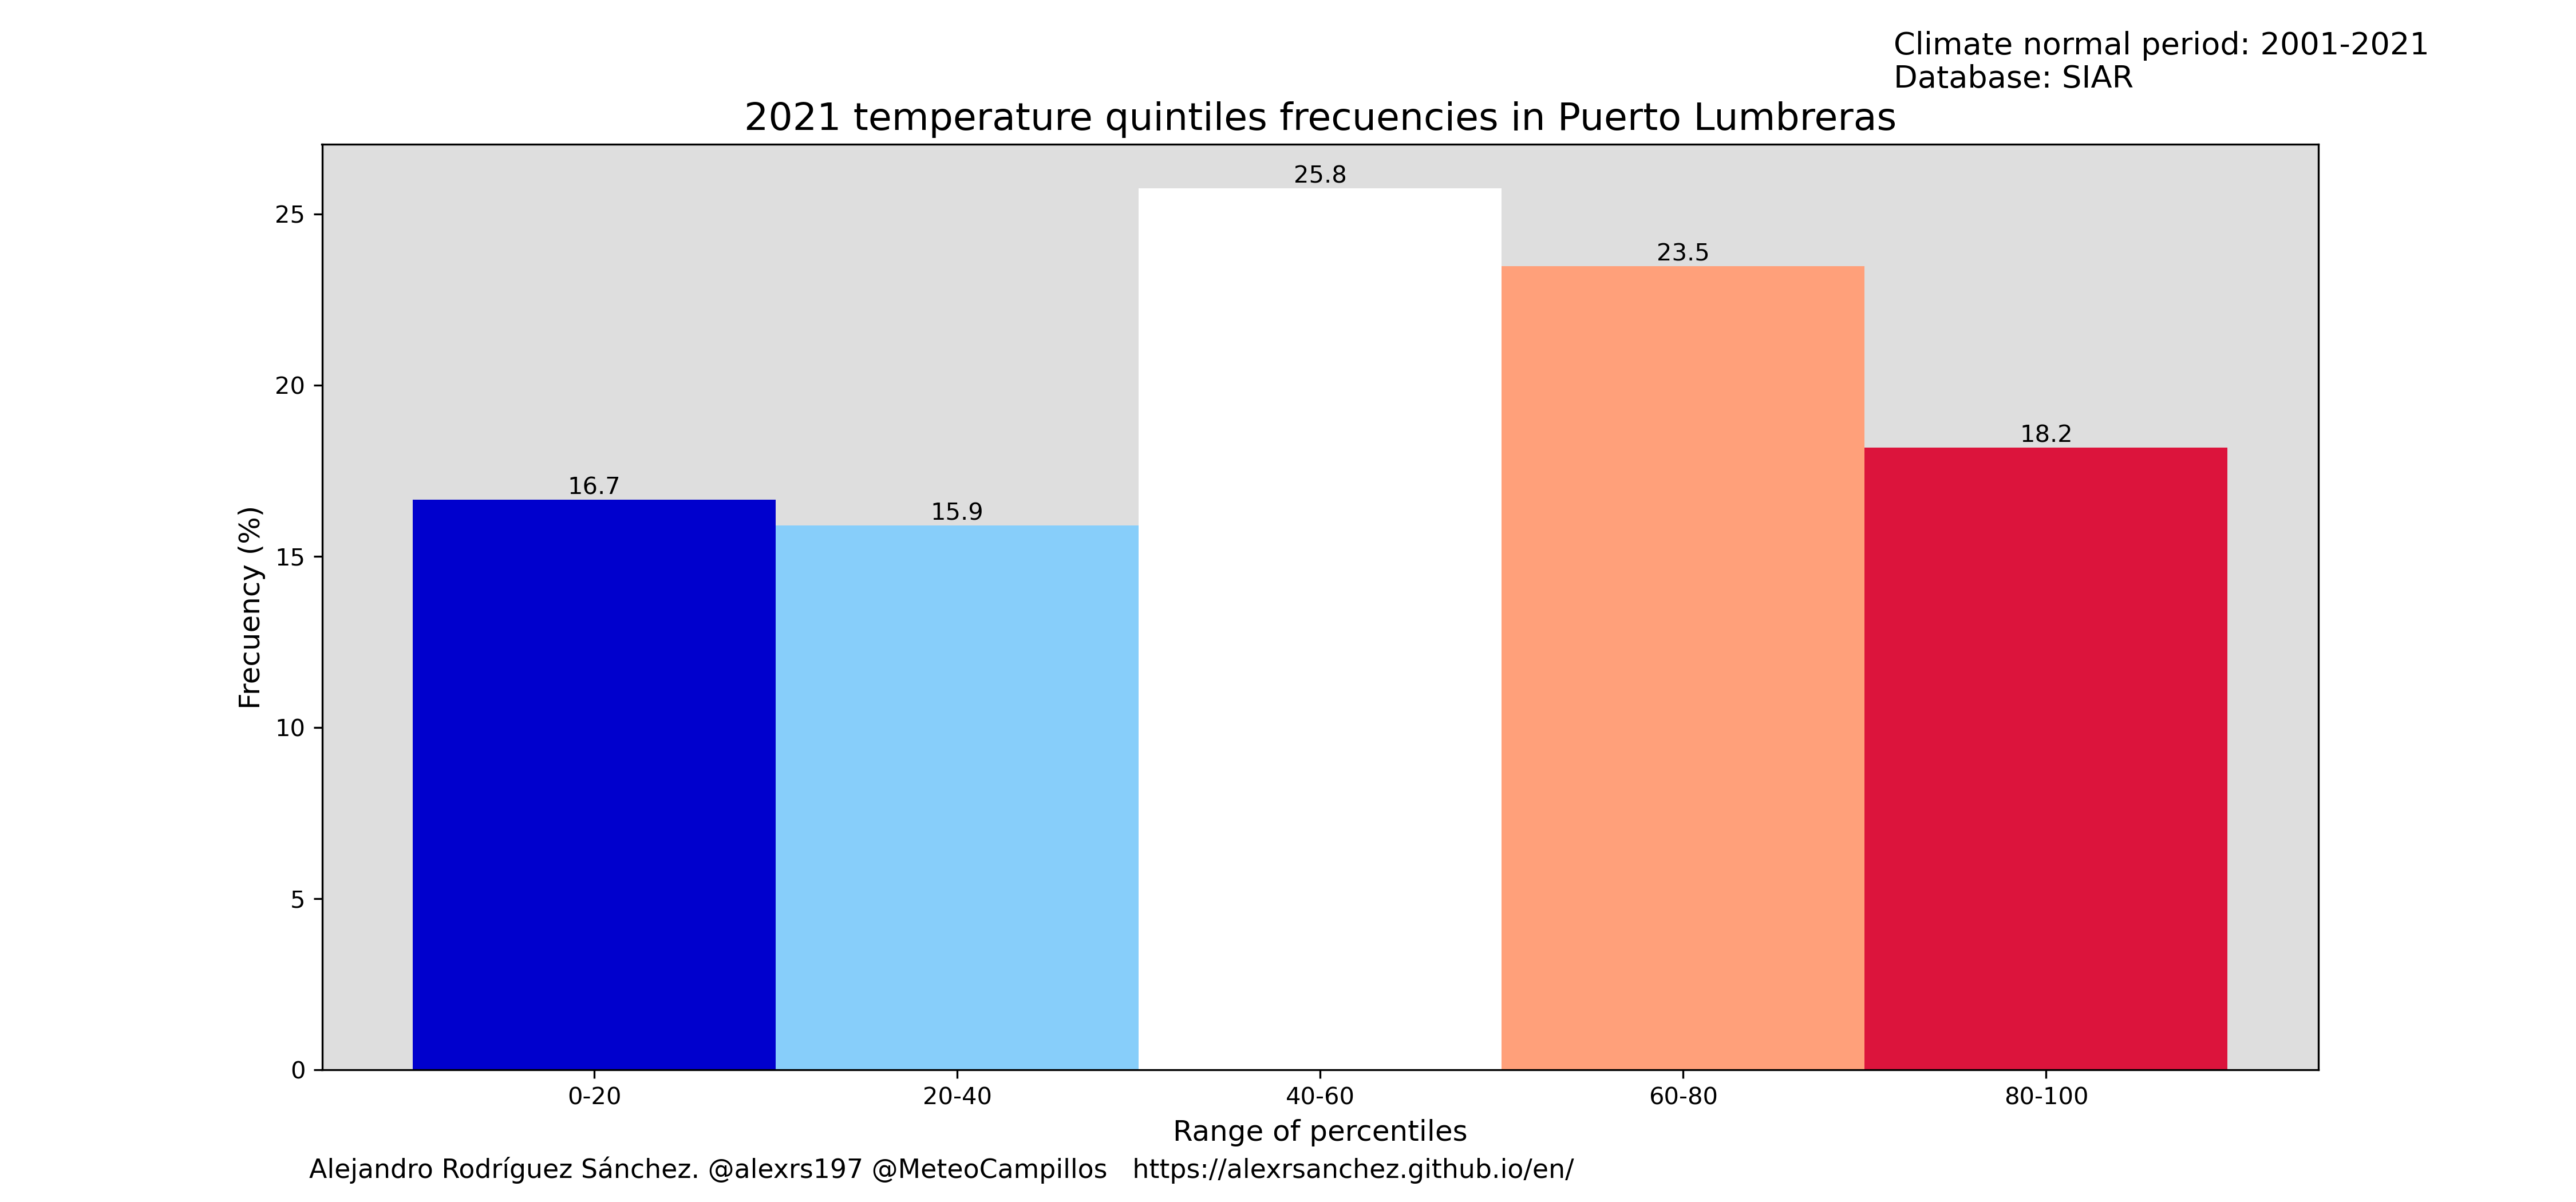 Climate normal period: 2001-2021
Database: SIAR
2021 temperature quintiles frecuencies in Puerto Lumbreras
25.8
25
23.5
20
18.2
16.7
15.9
15
Frecuency (%)
10
5
0
0-20 20-40 40-60 60-80 80-100
Range of percentiles
Alejandro Rodríguez Sánchez. @alexrs197 @MeteoCampillos https://alexrsanchez.github.io/en/